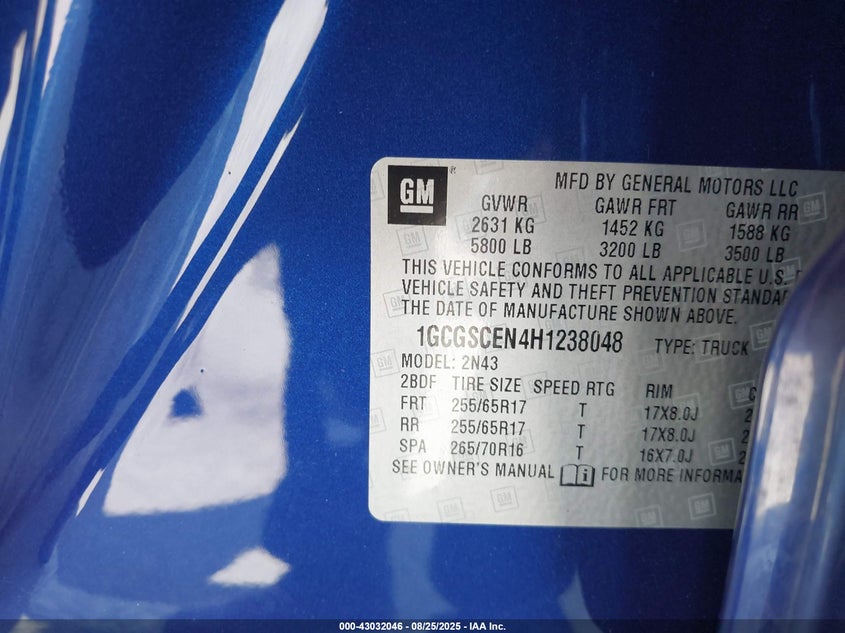 GM
MFD BY GENERAL MOTORS LLC
GVWR GAWR FRT GAWR RR
2631 KG 1452 KG 1588 KG
5800 LB 3200 LB 3500 LB
THIS VEHICLE CONFORMS TO ALL APPLICABLE U.S.
VEHICLE SAFETY AND THEFT PREVENTION STANDAR
THE DATE OF MANUFACTURE SHOWN ABOVE.
1GCGSCEN4H1238048 TYPE: TRUCK
MODEL: 2N43
2BDF TIRE SIZE SPEED RTG RIM C
FRT 255/65R17 T 17X8.0J 2
RR 255/65R17 T 17X8.0J 2
SPA 265/70R16 T 16X7.0J 2
SEE OWNER'S MANUAL FOR MORE INFORMA
000-43032046 - 08/25/2025 - IAA Inc.